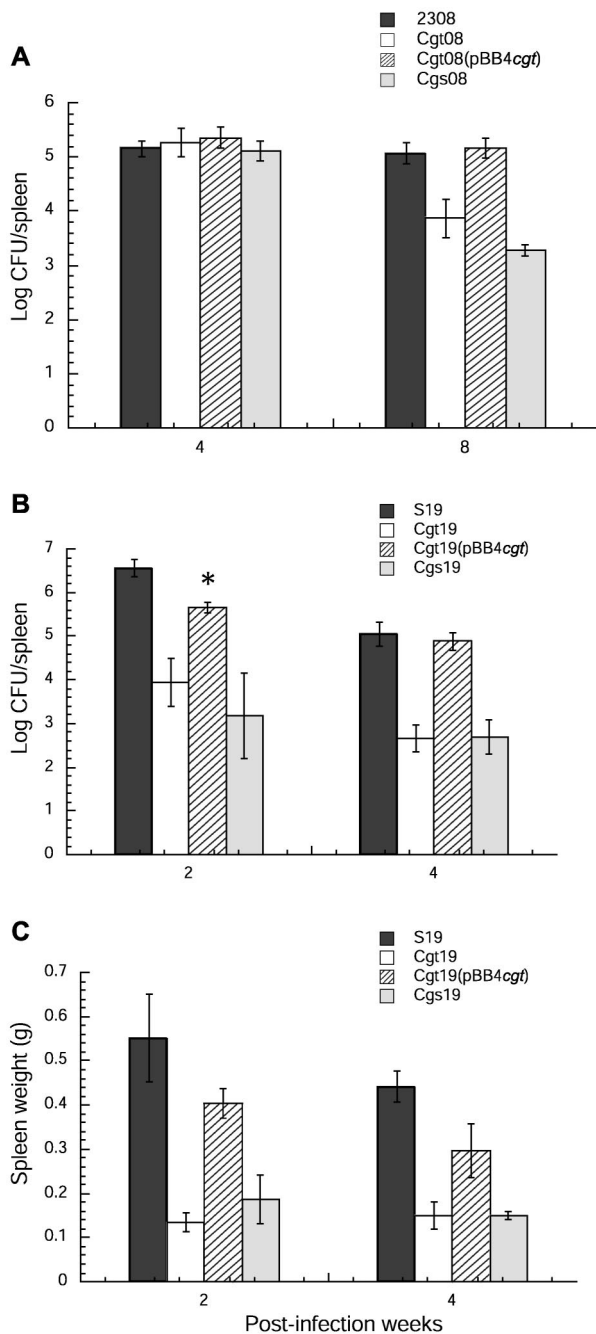 A
2308
Cgt08
Cgt08(pBB4cgt)
Cgs08
Log CFU/spleen
6
5
4
3
2
1
0
4
8
B
S19
Cgt19
Cgt19(pBB4cgt)
Cgs19
Log CFU/spleen
7
6
5
4
3
2
1
0
*
2
4
C
S19
Cgt19
Cgt19(pBB4cgt)
Cgs19
Spleen weight (g)
0.7
0.6
0.5
0.4
0.3
0.2
0.1
0
2
4
Post-infection weeks